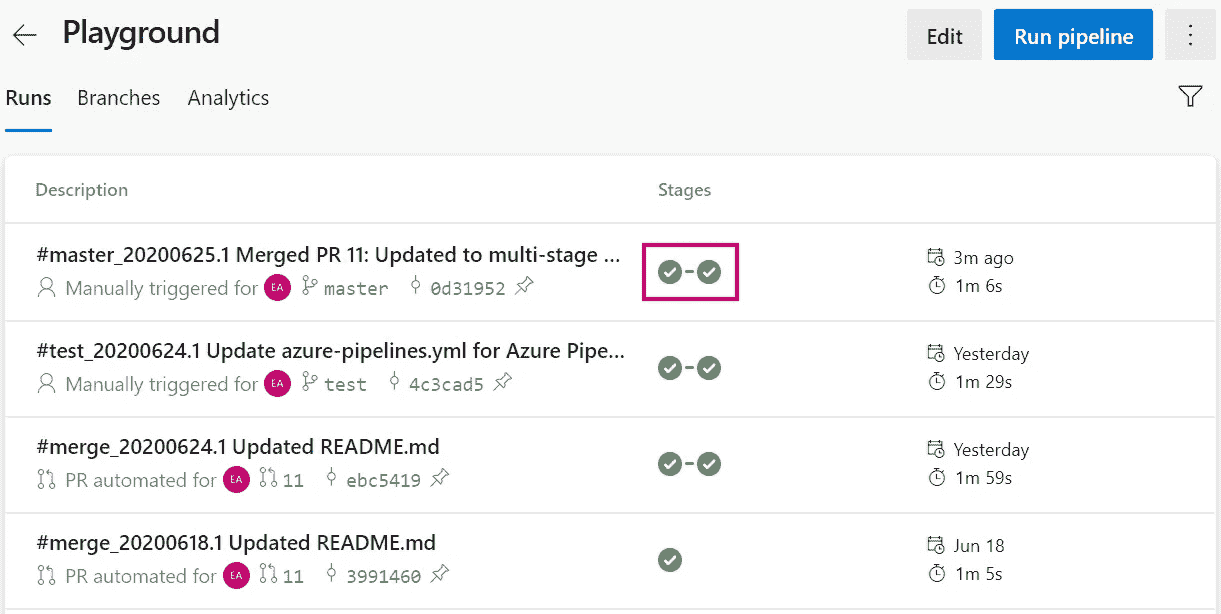 Playground
Edit
Run pipeline
Runs Branches Analytics
Description Stages
#master_20200625.1 Merged PR 11: Updated to multi-stage ...
3m ago
Manually triggered for EA master 0d31952
1m 6s
#test_20200624.1 Update azure-pipelines.yml for Azure Pipe...
Yesterday
Manually triggered for EA test 4c3cad5
1m 29s
#merge_20200624.1 Updated README.md
Yesterday
PR automated for EA 11 ebc5419
1m 59s
#merge_20200618.1 Updated README.md
Jun 18
PR automated for EA 11 3991460
1m 5s